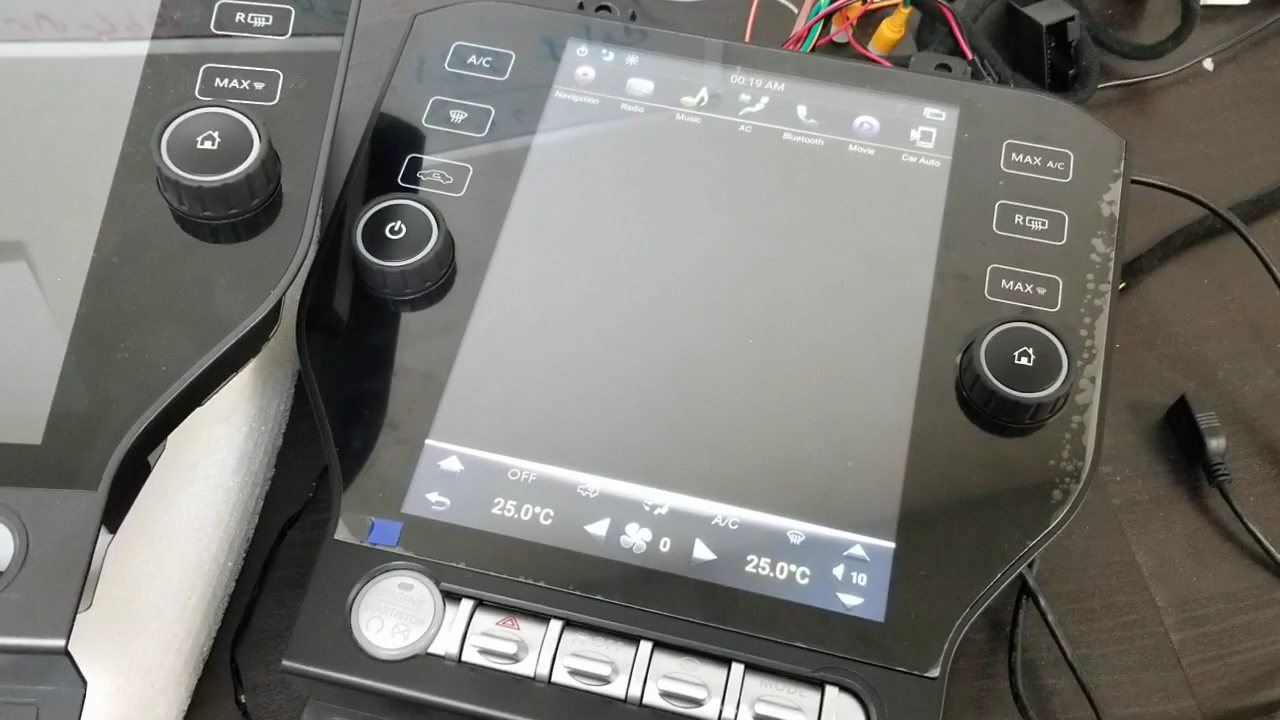 R
MAX
A/C
00:19 AM
Navigation
Radio
Music
AC
Bluetooth
Movie
Car Auto
MAX A/C
R
MAX
OFF
A/C
25.0°C
0
25.0°C
10
ENGINE
START/STOP
MODE